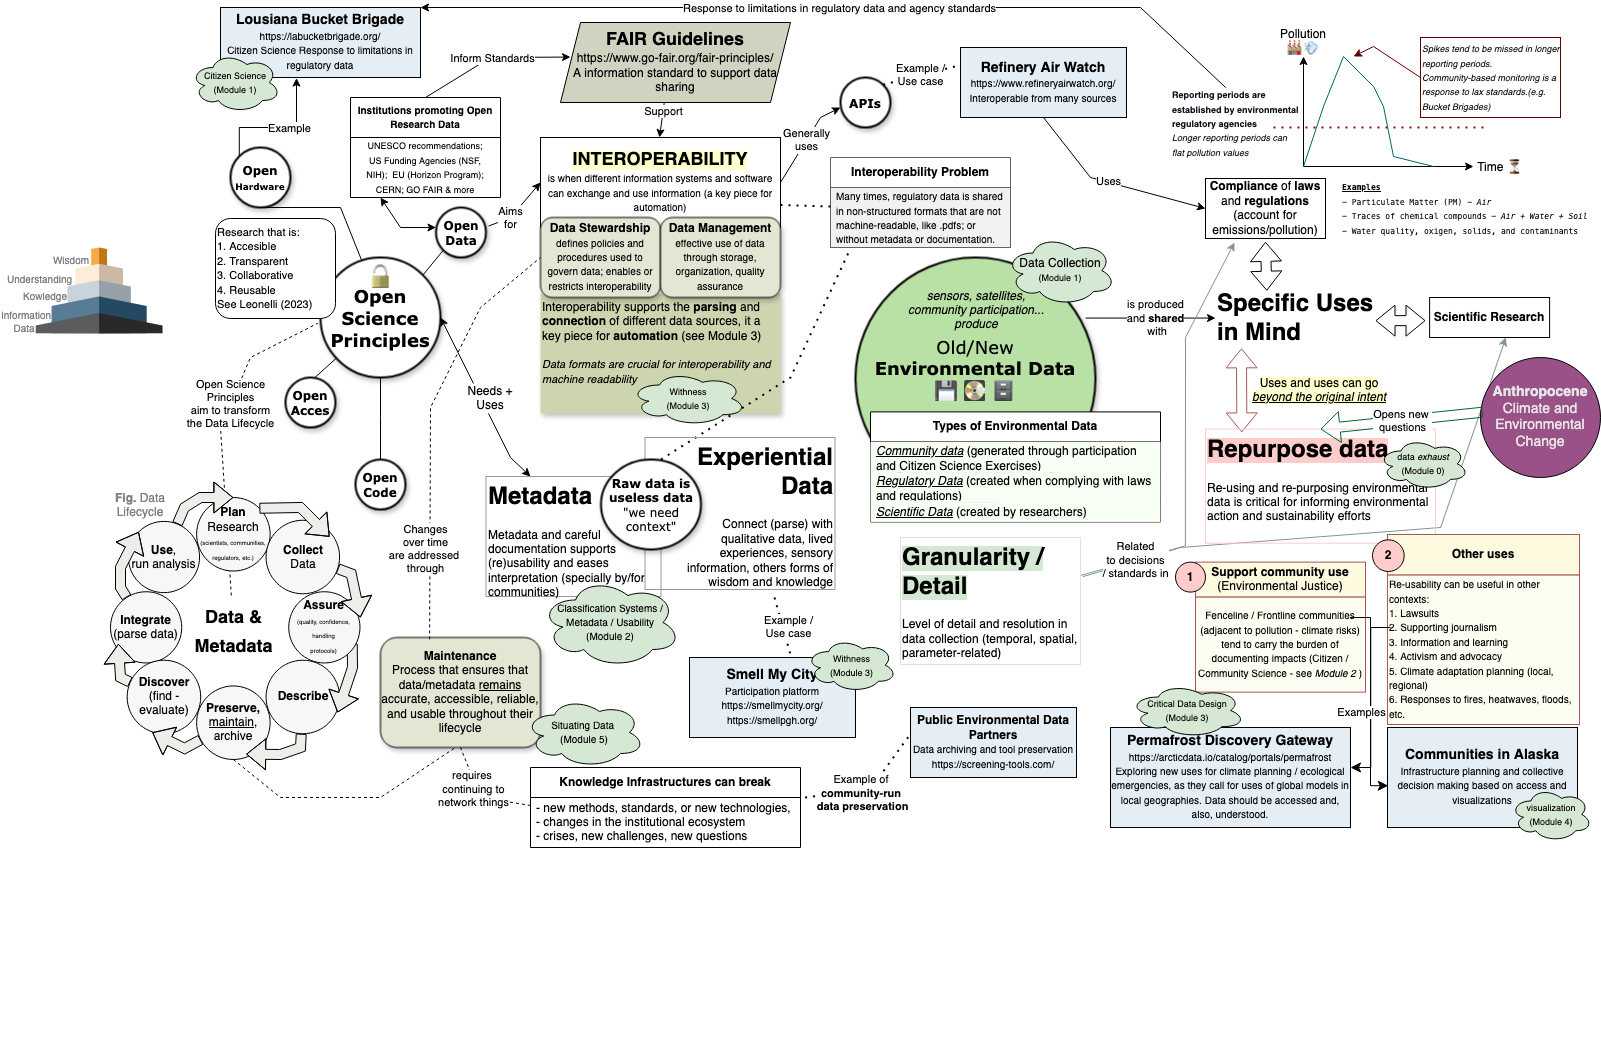 Response to limitations in regulatory data and agency standards
Lousiana Bucket Brigade
https://labucketbrigade.org/
Citizen Science Response to limitations in
regulatory data
Citizen Science
(Module 1)
Example
Open
Hardware
Inform Standards
Institutions promoting Open
Research Data
UNESCO recommendations;
US Funding Agencies (NSF,
NIH); EU (Horizon Program);
CERN; GO FAIR & more
Open
Data
Aims
for
FAIR Guidelines
https://www.go-fair.org/fair-principles/
A information standard to support data
sharing
Support
INTEROPERABILITY
is when different information systems and software
can exchange and use information (a key piece for
automation)
Data Stewardship
defines policies and
procedures used to
govern data; enables or
restricts interoperability
Data Management
effective use of data
through storage,
organization, quality
assurance
Interoperability supports the parsing and
connection of different data sources, it a
key piece for automation (see Module 3)
Data formats are crucial for interoperability and
machine readability
Withness
(Module 3)
Generally
uses
APIs
Example /
Use case
Refinery Air Watch
https://www.refineryairwatch.org/
Interoperable from many sources
Uses
Interoperability Problem
Many times, regulatory data is shared
in non-structured formats that are not
machine-readable, like .pdfs; or
without metadata or documentation.
Pollution
Time
Reporting periods are
established by environmental
regulatory agencies
Longer reporting periods can
flat pollution values
Spikes tend to be missed in longer
reporting periods.
Community-based monitoring is a
response to lax standards.(e.g.
Bucket Brigades)
Compliance of laws
and regulations
(account for
emissions/pollution)
Examples
- Particulate Matter (PM) - Air
- Traces of chemical compounds - Air + Water + Soil
- Water quality, oxigen, solids, and contaminants
Research that is:
1. Accesible
2. Transparent
3. Collaborative
4. Reusable
See Leonelli (2023)
Open
Science
Principles
Wisdom
Understanding
Kowledge
Information
Data
Open Science
Principles
aim to transform
the Data Lifecycle
Open
Acces
Open
Code
Needs +
Uses
Data Collection
(Module 1)
sensors, satellites,
community participation...
produce
Old/New
Environmental Data
Types of Environmental Data
Community data (generated through participation
and Citizen Science Exercises)
Regulatory Data (created when complying with laws
and regulations)
Scientific Data (created by researchers)
is produced
and shared
with
Specific Uses
in Mind
Scientific Research
Uses and uses can go
beyond the original intent
Anthropocene
Climate and
Environmental
Change
Opens new
questions
Repurpose data
data exhaust
(Module 0)
Re-using and re-purposing environmental
data is critical for informing environmental
action and sustainability efforts
Metadata
Metadata and careful
documentation supports
(re)usability and eases
interpretation (specially by/for
communities)
Raw data is
useless data
"we need
context"
Experiential
Data
Connect (parse) with
qualitative data, lived
experiences, sensory
information, others forms of
wisdom and knowledge
Classification Systems /
Metadata / Usability
(Module 2)
Example /
Use case
Smell My City
Participation platform
https://smellmycity.org/
https://smellpgh.org/
Withness
(Module 3)
Granularity /
Detail
Level of detail and resolution in
data collection (temporal, spatial,
parameter-related)
Related
to decisions
/ standards in
1
Support community use
(Environmental Justice)
Fenceline / Frontline communities
(adjacent to pollution - climate risks)
tend to carry the burden of
documenting impacts (Citizen /
Community Science - see Module 2 )
2
Other uses
Re-usability can be useful in other
contexts:
1. Lawsuits
2. Supporting journalism
3. Information and learning
4. Activism and advocacy
5. Climate adaptation planning (local,
regional)
6. Responses to fires, heatwaves, floods,
etc.
Examples
Critical Data Design
(Module 3)
Permafrost Discovery Gateway
https://arcticdata.io/catalog/portals/permafrost
Exploring new uses for climate planning / ecological
emergencies, as they call for uses of global models in
local geographies. Data should be accessed and,
also, understood.
Communities in Alaska
Infrastructure planning and collective
decision making based on access and
visualizations
visualization
(Module 4)
Fig. Data
Lifecycle
Plan
Research
(scientists, communities,
regulators, etc.)
Collect
Data
Assure
(quality, confidence,
handling
protocols)
Describe
Preserve,
maintain,
archive
Discover
(find -
evaluate)
Integrate
(parse data)
Use,
run analysis
Data &
Metadata
Changes
over time
are addressed
through
Maintenance
Process that ensures that
data/metadata remains
accurate, accessible, reliable,
and usable throughout their
lifecycle
Situating Data
(Module 5)
requires
continuing to
network things
Knowledge Infrastructures can break
- new methods, standards, or new technologies,
- changes in the institutional ecosystem
- crises, new challenges, new questions
Example of
community-run
data preservation
Public Environmental Data
Partners
Data archiving and tool preservation
https://screening-tools.com/